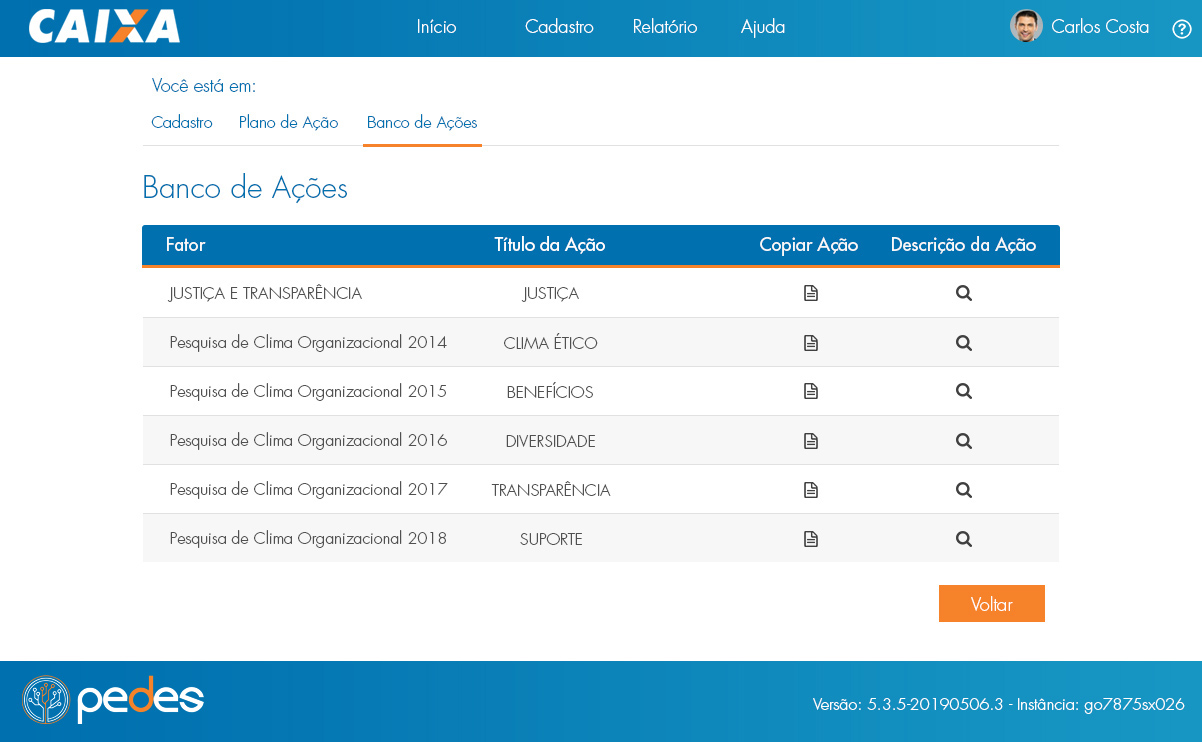 CAIXA Início Cadastro Relatório Ajuda Carlos Costa
Você está em:
Cadastro Plano de Ação Banco de Ações
Banco de Ações
Fator Título da Ação Copiar Ação Descrição da Ação
JUSTIÇA E TRANSPARÊNCIA JUSTIÇA
Pesquisa de Clima Organizacional 2014 CLIMA ÉTICO
Pesquisa de Clima Organizacional 2015 BENEFÍCIOS
Pesquisa de Clima Organizacional 2016 DIVERSIDADE
Pesquisa de Clima Organizacional 2017 TRANSPARÊNCIA
Pesquisa de Clima Organizacional 2018 SUPORTE
Voltar
pedes Versão: 5.3.5-20190506.3 - Instância: go7875sx026